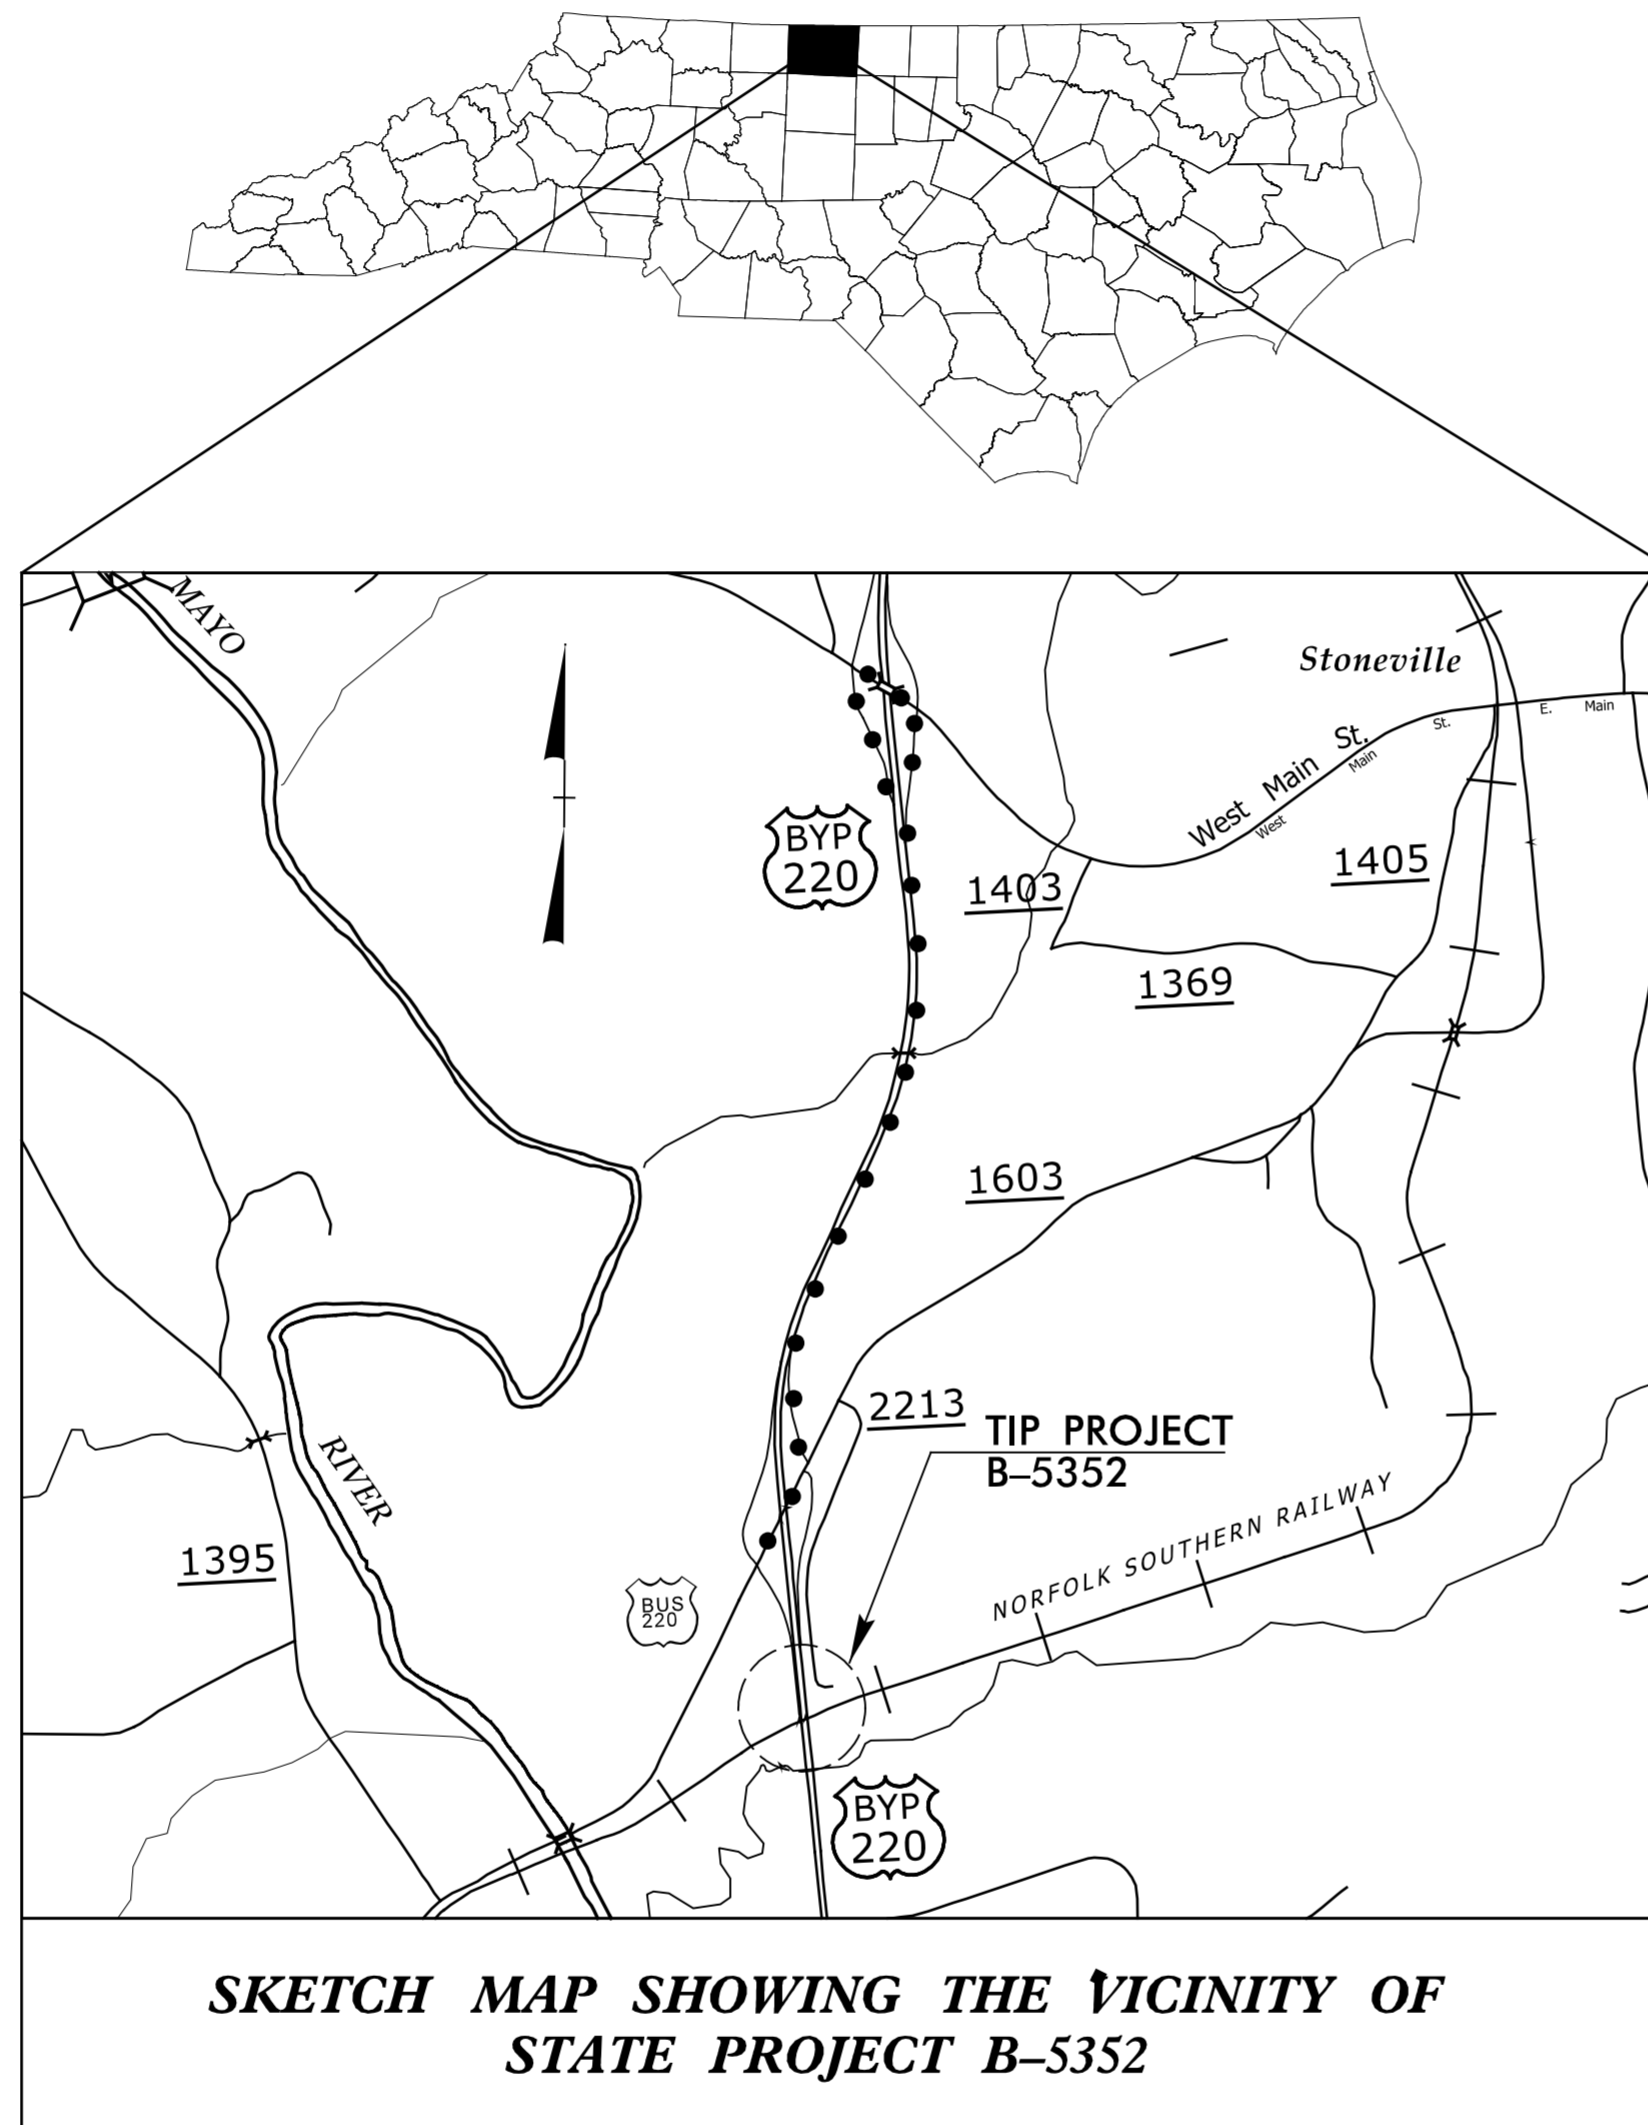 MAYO
Stoneville
E. Main
St.
West Main St.
Main
West
BYP
220
1403
1405
1369
1603
2213
TIP PROJECT
B–5352
RIVER
NORFOLK SOUTHERN RAILWAY
1395
BUS
220
BYP
220
SKETCH MAP SHOWING THE VICINITY OF
STATE PROJECT B–5352